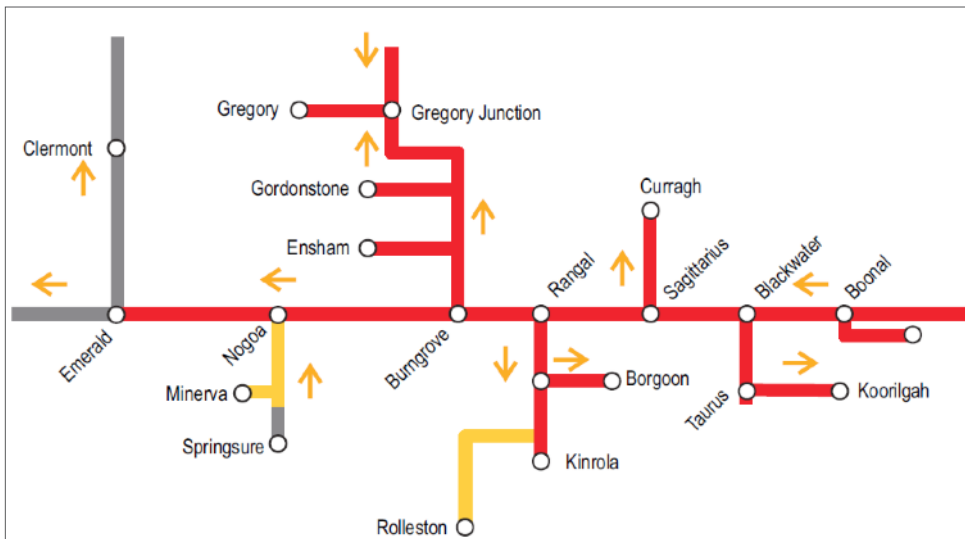 Gregory
Gregory Junction
Clermont
Gordonstone
Curragh
Ensham
Rangal
Sagittarius
Blackwater
Boonal
Emerald
Nogoa
Burngrove
Minerva
Borgoon
Taurus
Koorilgah
Springsure
Kinrola
Rolleston